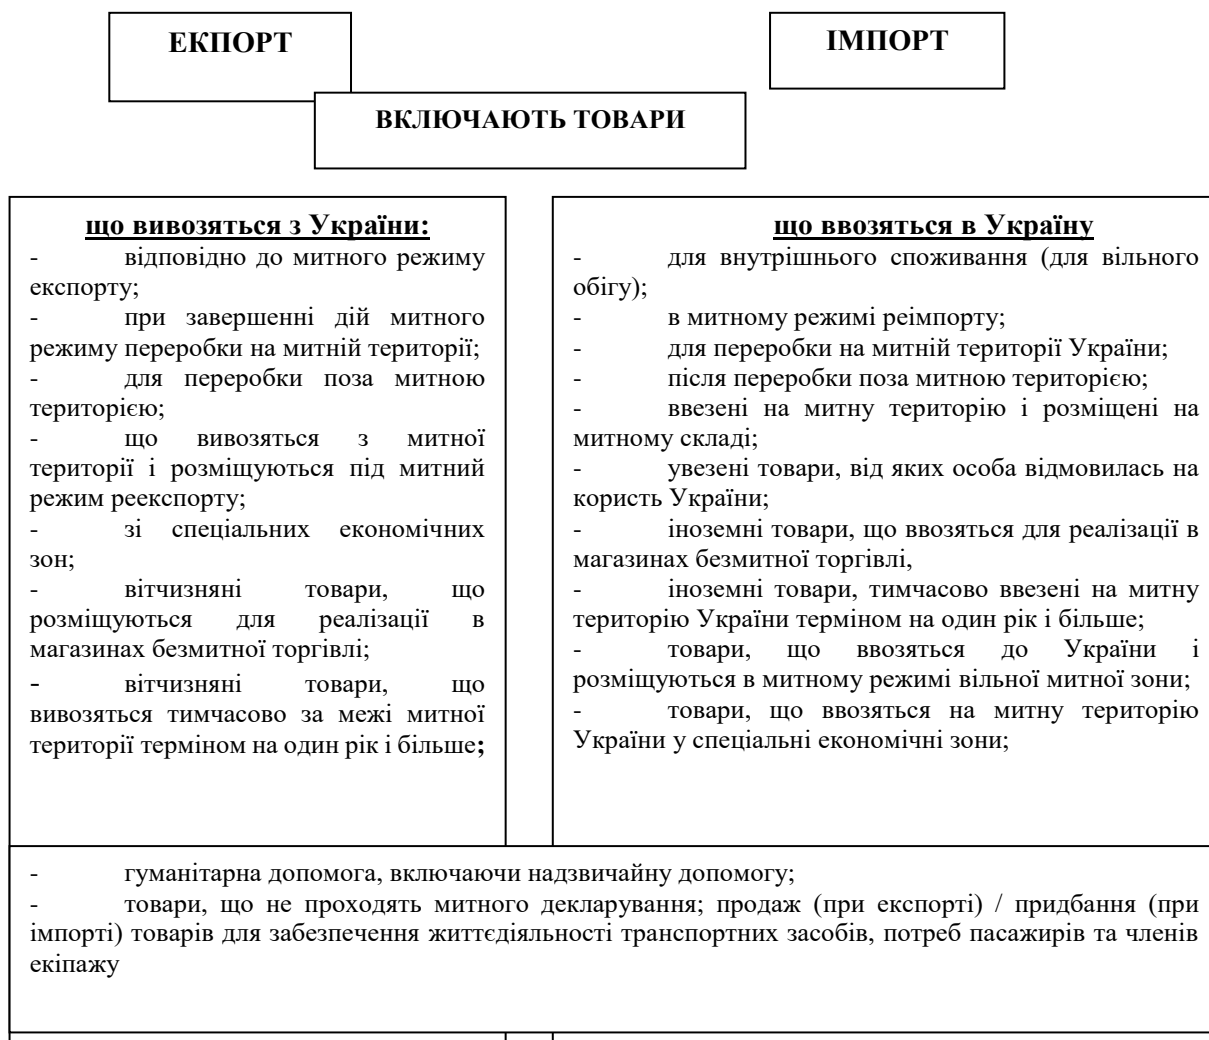 ЕКПОРТ
ІМПОРТ
ВКЛЮЧАЮТЬ ТОВАРИ
що вивозяться з України:
- відповідно до митного режиму
експорту;
- при завершенні дій митного
режиму переробки на митній території;
- для переробки поза митною
територією;
- що вивозяться з митної
території і розміщуються під митний
режим реекспорту;
- зі спеціальних економічних
зон;
- вітчизняні товари, що
розміщуються для реалізації в
магазинах безмитної торгівлі;
- вітчизняні товари, що
вивозяться тимчасово за межі митної
території терміном на один рік і більше;
що ввозяться в Україну
- для внутрішнього споживання (для вільного
обігу);
- в митному режимі реімпорту;
- для переробки на митній території України;
- після переробки поза митною територією;
- ввезені на митну територію і розміщені на
митному складі;
- увезені товари, від яких особа відмовилась на
користь України;
- іноземні товари, що ввозяться для реалізації в
магазинах безмитної торгівлі,
- іноземні товари, тимчасово ввезені на митну
територію України терміном на один рік і більше;
- товари, що ввозяться до України і
розміщуються в митному режимі вільної митної зони;
- товари, що ввозяться на митну територію
України у спеціальні економічні зони;
- гуманітарна допомога, включаючи надзвичайну допомогу;
- товари, що не проходять митного декларування; продаж (при експорті) / придбання (при
імпорті) товарів для забезпечення життєдіяльності транспортних засобів, потреб пасажирів та членів
екіпажу